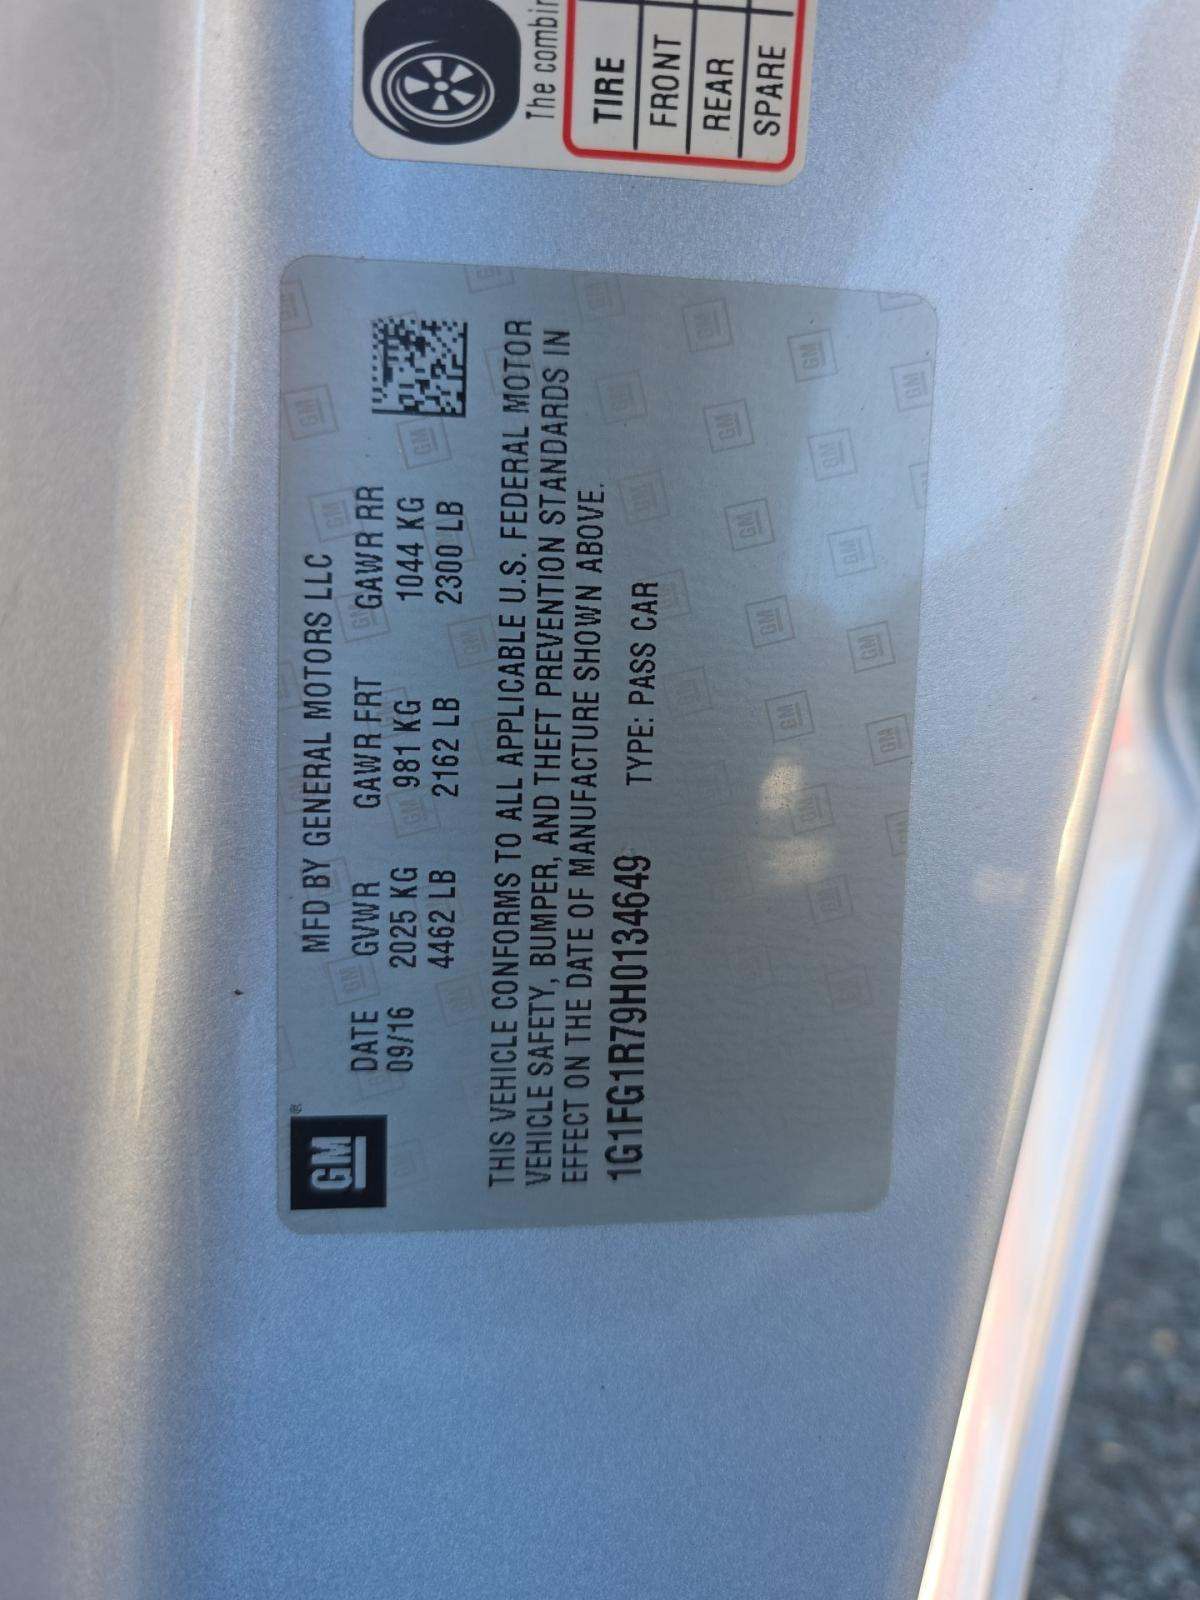 The combin
TIRE
FRONT
REAR
SPARE
GM ®
MFD BY GENERAL MOTORS LLC
DATE GVWR GAWR FRT GAWR RR
09/16 2025 KG 981 KG 1044 KG
4462 LB 2162 LB 2300 LB
THIS VEHICLE CONFORMS TO ALL APPLICABLE U.S. FEDERAL MOTOR
VEHICLE SAFETY, BUMPER, AND THEFT PREVENTION STANDARDS IN
EFFECT ON THE DATE OF MANUFACTURE SHOWN ABOVE.
1G1FG1R79H0134649 TYPE: PASS CAR